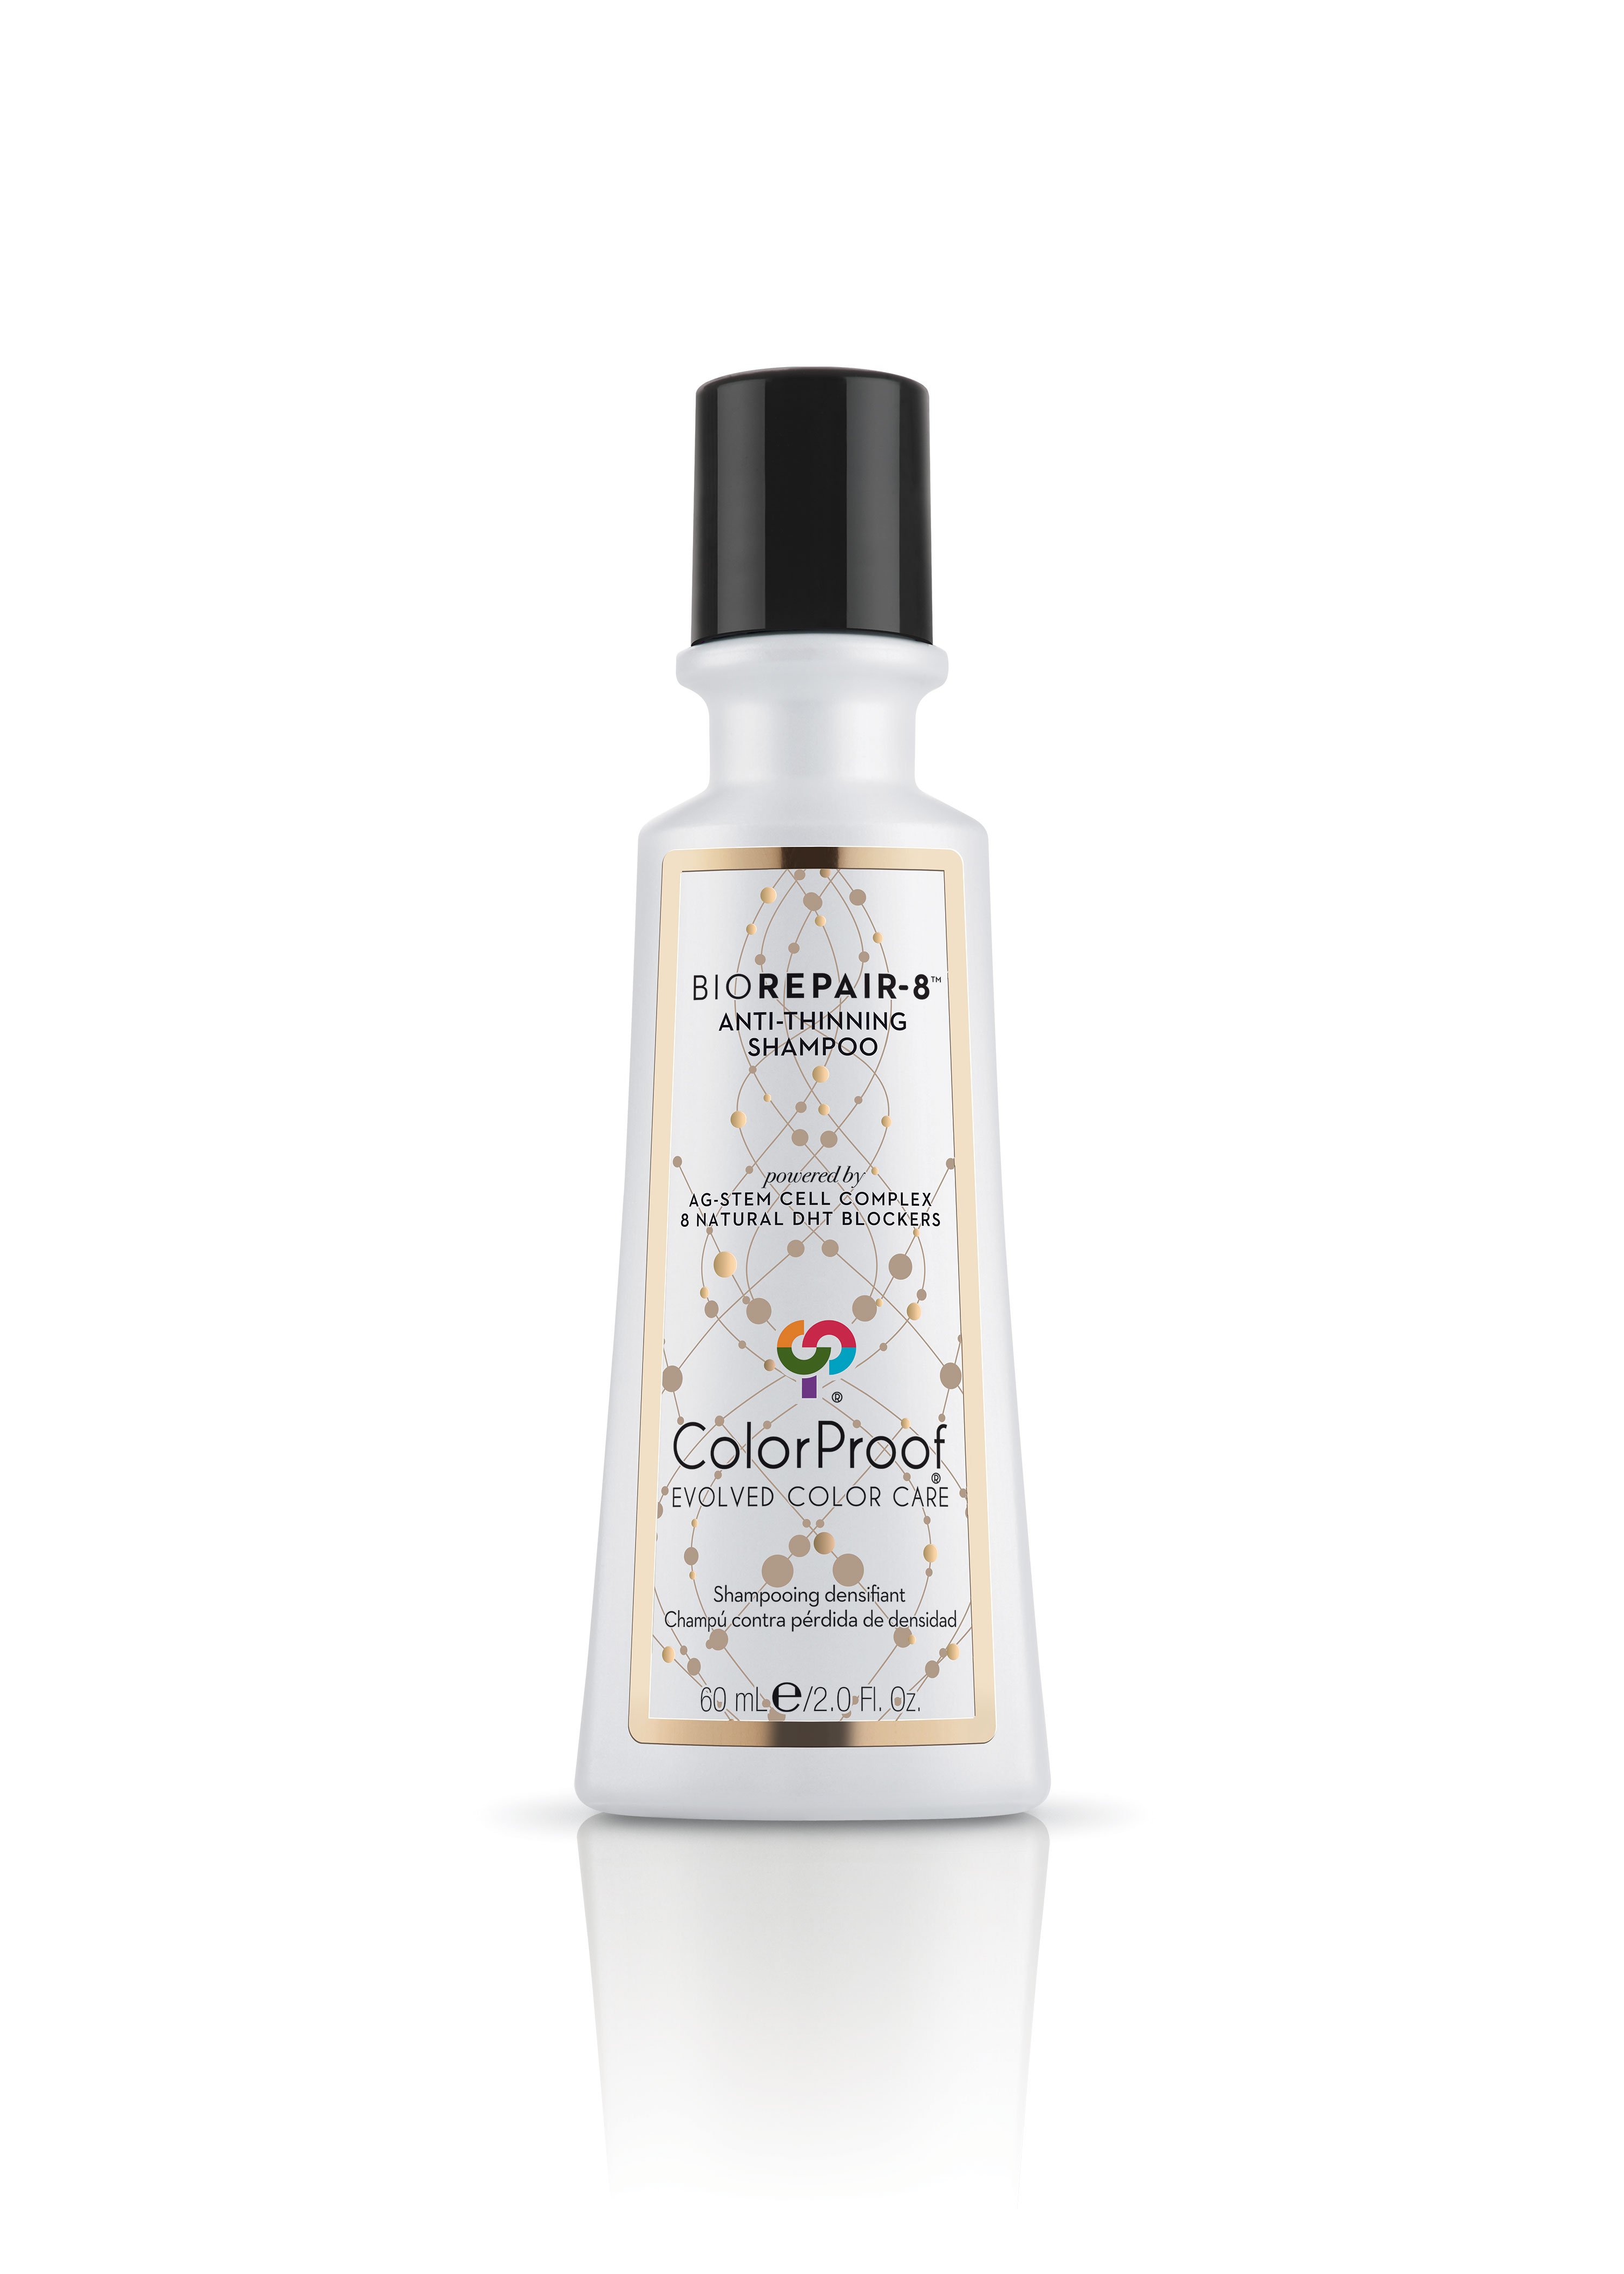 BIOREPAIR-8™
ANTI-THINNING
SHAMPOO
powered by
AG-STEM CELL COMPLEX
8 NATURAL DHT BLOCKERS
®
ColorProof®
EVOLVED COLOR CARE
Shampooing densifiant
Champú contra pérdida de densidad
60 mL ℮/2.0 Fl. Oz.